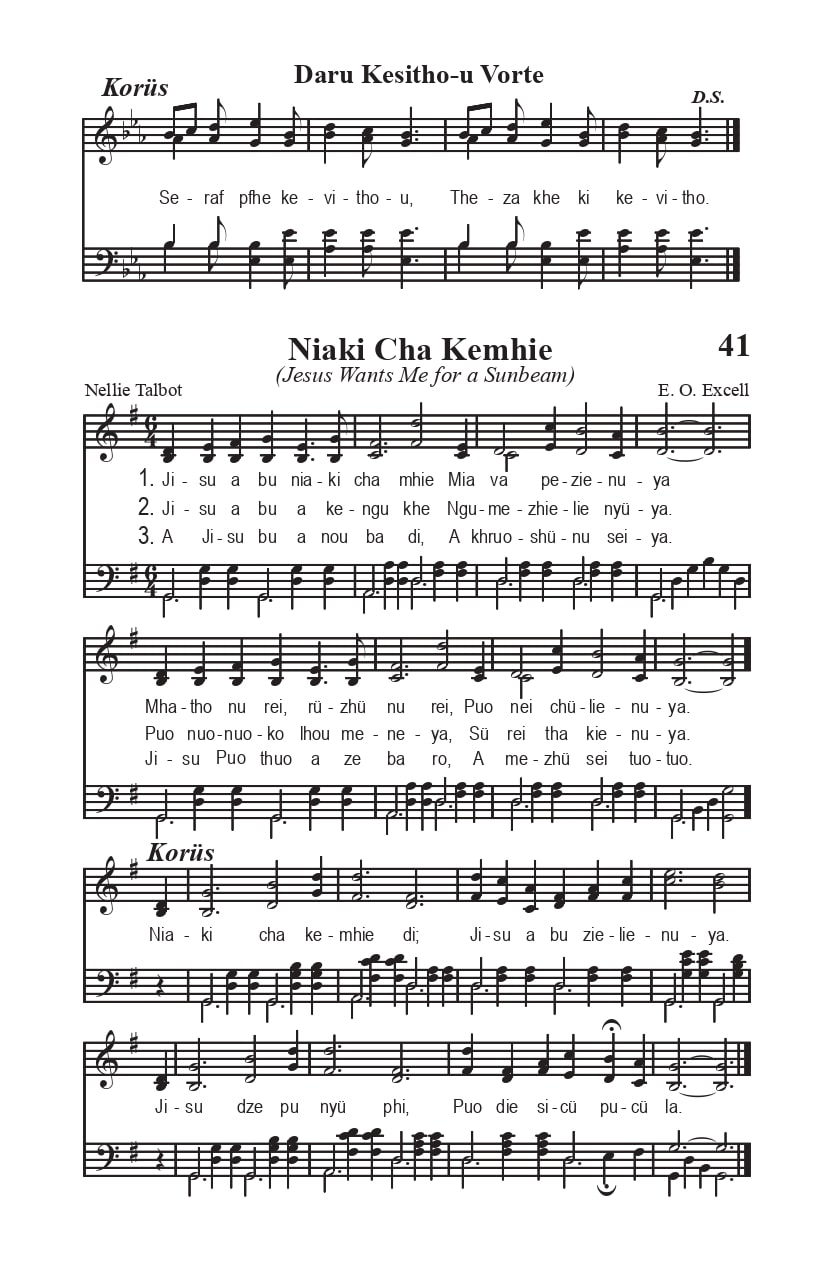 Daru Kesitho-u Vorte
Korüs
D.S.
Se - raf pfhe ke - vi - tho - u, The - za khe ki ke - vi - tho.
Niaki Cha Kemhie
41
(Jesus Wants Me for a Sunbeam)
Nellie Talbot
E. O. Excell
6/4
1. Ji - su a bu nia - ki cha mhie Mia va pe - zie - nu - ya
2. Ji - su bu a ke - ngu khe Ngu - me - zhie - lie nyü - ya.
3. A Ji - su bu a nou ba di, A khruo - shü - nu sei - ya.
6/4
Mha - tho nu rei, rü - zhü nu rei, Puo nei chü - lie - nu - ya.
Puo nuo - nuo - ko lhou me - ne - ya, Sü rei tha kie - nu - ya.
Ji - su Puo thuo a ze ba ro, A me - zhü sei tuo - tuo.
Korüs
Nia - ki cha ke - mhie di; Ji - su a bu zie - lie - nu - ya.
Ji - su dze pu nyü phi, Puo die si - cü pu - cü la.